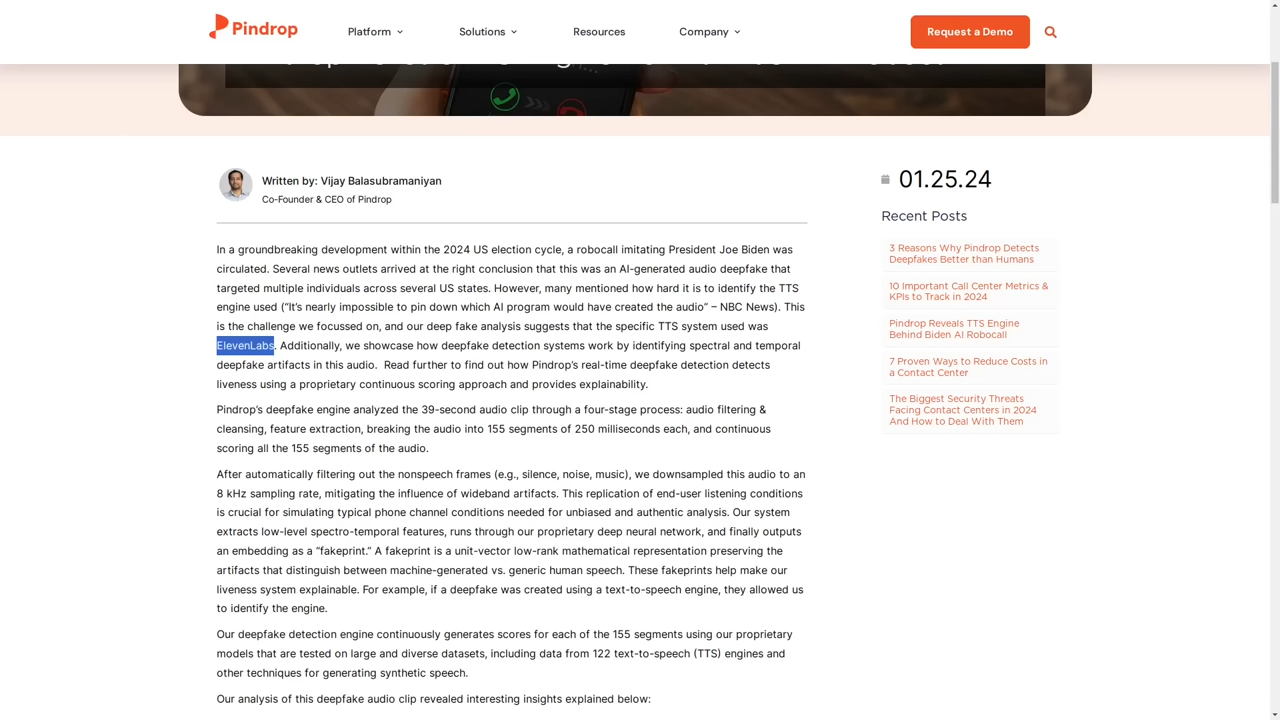 Pindrop
Platform
Solutions
Resources
Company
Request a Demo
Written by: Vijay Balasubramaniyan
Co-Founder & CEO of Pindrop
In a groundbreaking development within the 2024 US election cycle, a robocall imitating President Joe Biden was
circulated. Several news outlets arrived at the right conclusion that this was an AI-generated audio deepfake that
targeted multiple individuals across several US states. However, many mentioned how hard it is to identify the TTS
engine used (“It’s nearly impossible to pin down which AI program would have created the audio” – NBC News). This
is the challenge we focussed on, and our deep fake analysis suggests that the specific TTS system used was
ElevenLabs. Additionally, we showcase how deepfake detection systems work by identifying spectral and temporal
deepfake artifacts in this audio.  Read further to find out how Pindrop’s real-time deepfake detection detects
liveness using a proprietary continuous scoring approach and provides explainability.
Pindrop’s deepfake engine analyzed the 39-second audio clip through a four-stage process: audio filtering &
cleansing, feature extraction, breaking the audio into 155 segments of 250 milliseconds each, and continuous
scoring all the 155 segments of the audio.
After automatically filtering out the nonspeech frames (e.g., silence, noise, music), we downsampled this audio to an
8 kHz sampling rate, mitigating the influence of wideband artifacts. This replication of end-user listening conditions
is crucial for simulating typical phone channel conditions needed for unbiased and authentic analysis. Our system
extracts low-level spectro-temporal features, runs through our proprietary deep neural network, and finally outputs
an embedding as a “fakeprint.” A fakeprint is a unit-vector low-rank mathematical representation preserving the
artifacts that distinguish between machine-generated vs. generic human speech. These fakeprints help make our
liveness system explainable. For example, if a deepfake was created using a text-to-speech engine, they allowed us
to identify the engine.
Our deepfake detection engine continuously generates scores for each of the 155 segments using our proprietary
models that are tested on large and diverse datasets, including data from 122 text-to-speech (TTS) engines and
other techniques for generating synthetic speech.
Our analysis of this deepfake audio clip revealed interesting insights explained below:
01.25.24
Recent Posts
3 Reasons Why Pindrop Detects
Deepfakes Better than Humans
10 Important Call Center Metrics &
KPIs to Track in 2024
Pindrop Reveals TTS Engine
Behind Biden AI Robocall
7 Proven Ways to Reduce Costs in
a Contact Center
The Biggest Security Threats
Facing Contact Centers in 2024
And How to Deal With Them